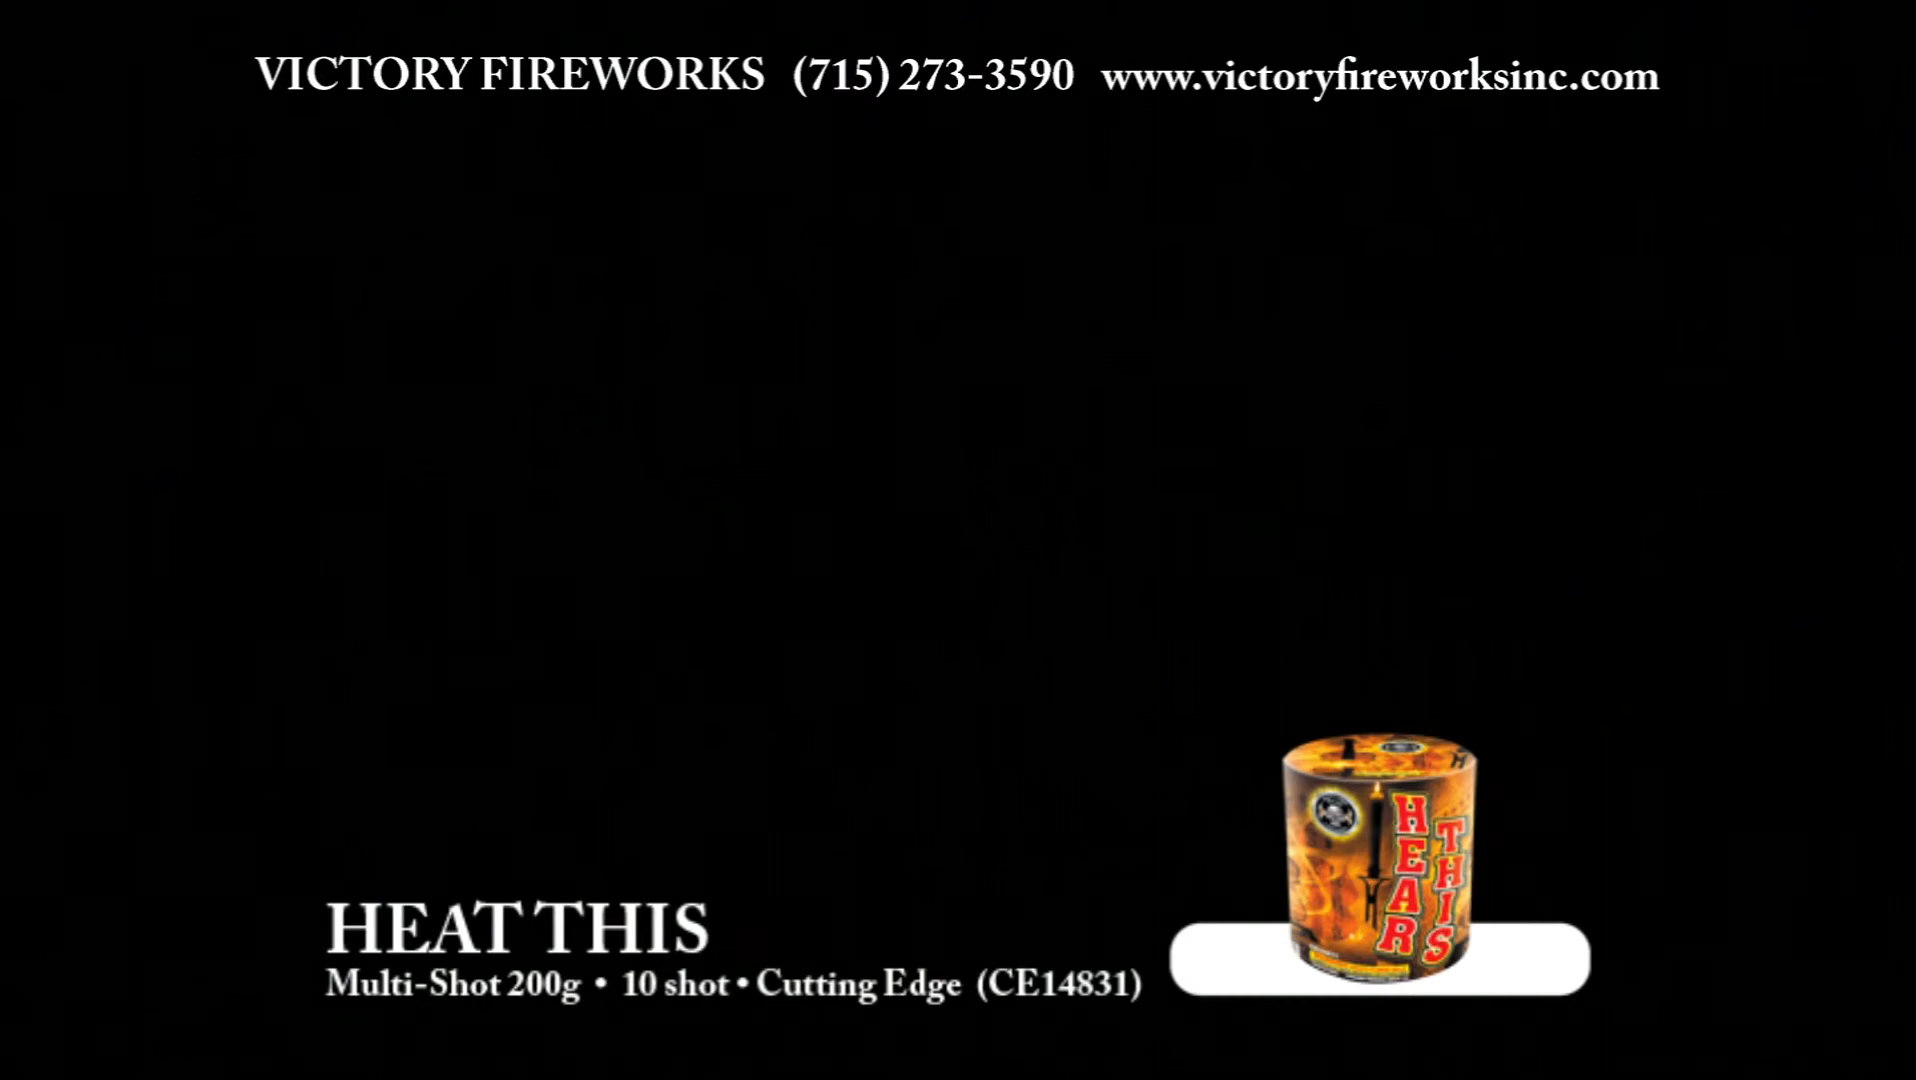 VICTORY FIREWORKS (715) 273-3590 www.victoryfireworksinc.com
HEAR
THIS
HEAT THIS
Multi-Shot 200g • 10 shot • Cutting Edge (CE14831)